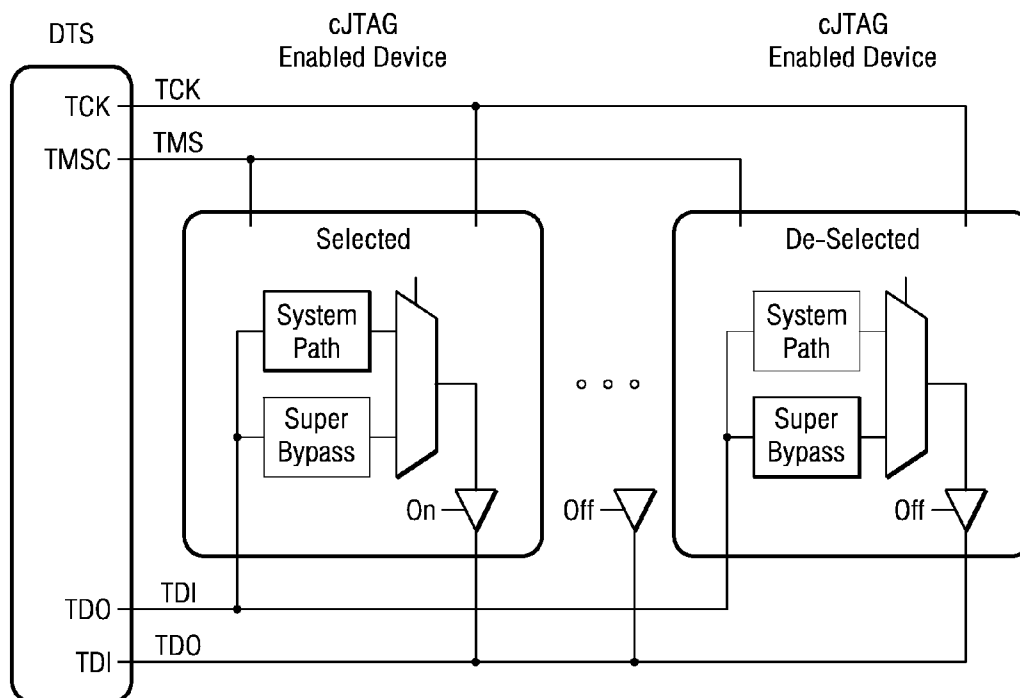 DTS
cJTAG
Enabled Device
cJTAG
Enabled Device
TCK
TCK
TMSC
TMS
Selected
De-Selected
System
Path
Super
Bypass
System
Path
Super
Bypass
On
Off
Off
TDO
TDI
TDI
TDO